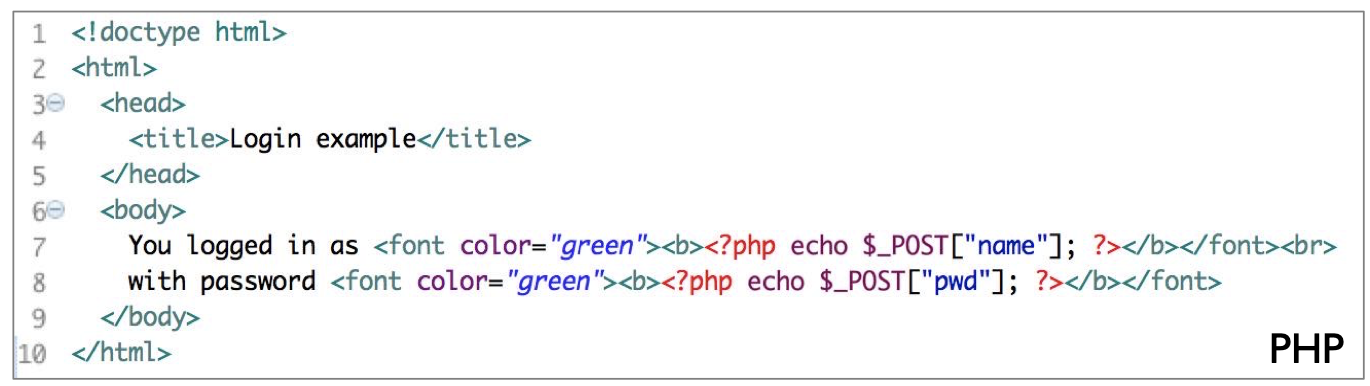 1 <!doctype html>
2 <html>
3 <head>
4 <title>Login example</title>
5 </head>
6 <body>
7 You logged in as <font color="green"><b><?php echo $_POST["name"]; ?></b></font><br>
8 with password <font color="green"><b><?php echo $_POST["pwd"]; ?></b></font>
9 </body>
10 </html>
PHP